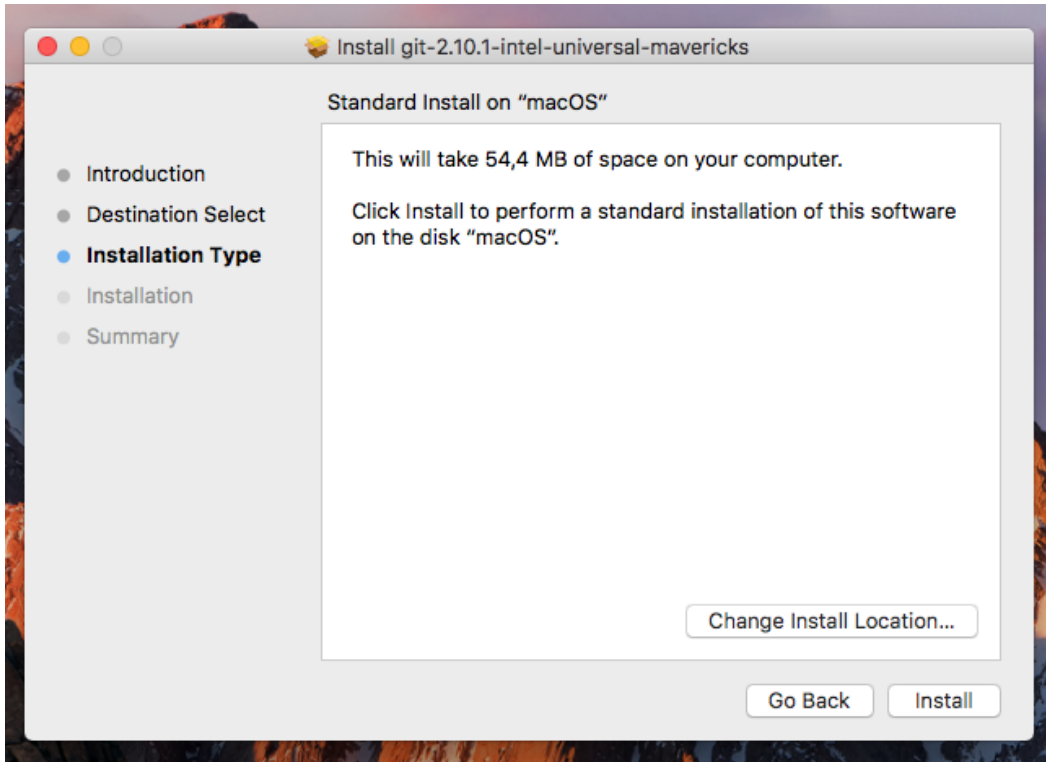 Install git-2.10.1-intel-universal-mavericks
Standard Install on “macOS”
Introduction
Destination Select
Installation Type
Installation
Summary
This will take 54,4 MB of space on your computer.
Click Install to perform a standard installation of this software
on the disk “macOS”.
Change Install Location...
Go Back
Install